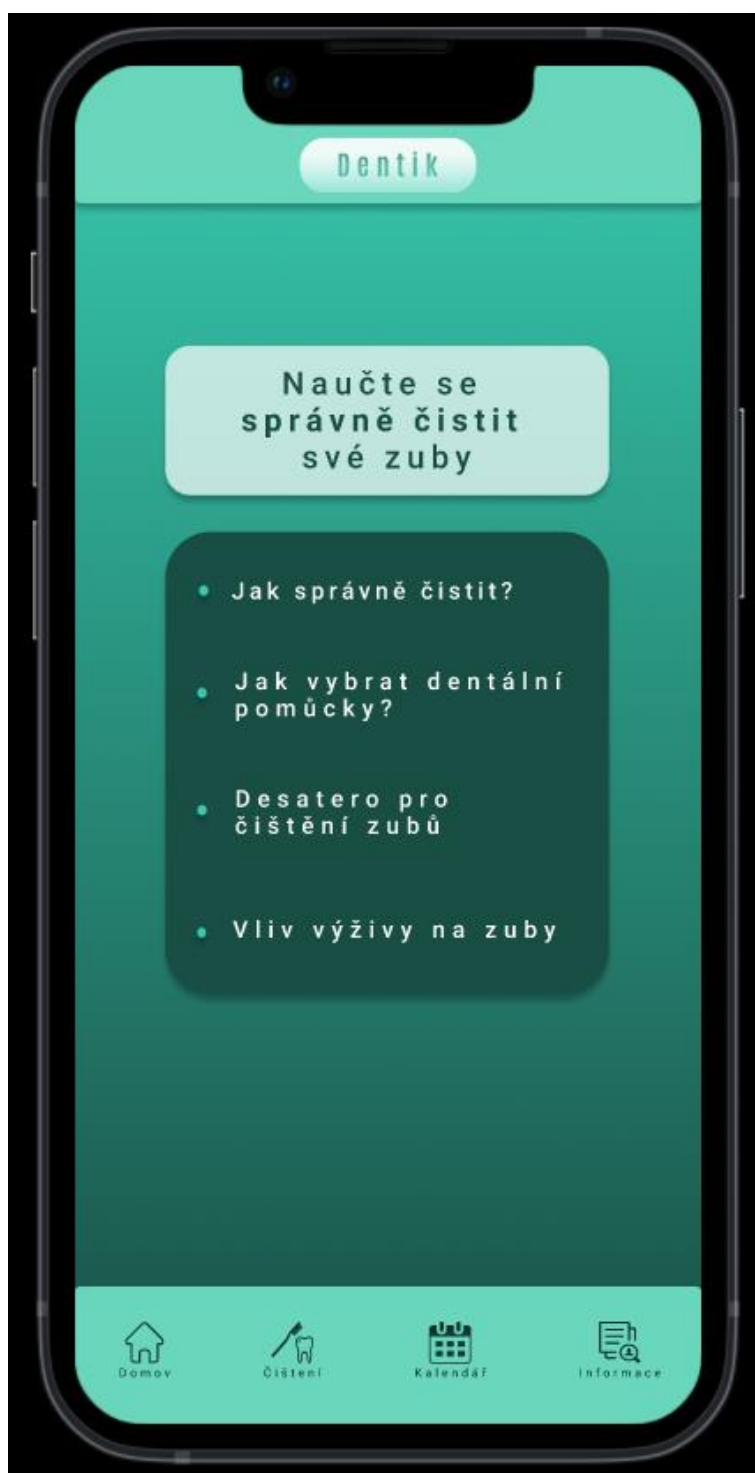 Dentik
Naučte se
správně čistit
své zuby
Jak správně čistit?
Jak vybrat dentální
pomůcky?
Desatero pro
čištění zubů
Vliv výživy na zuby
Domov
Čištení
Kalendář
Informace